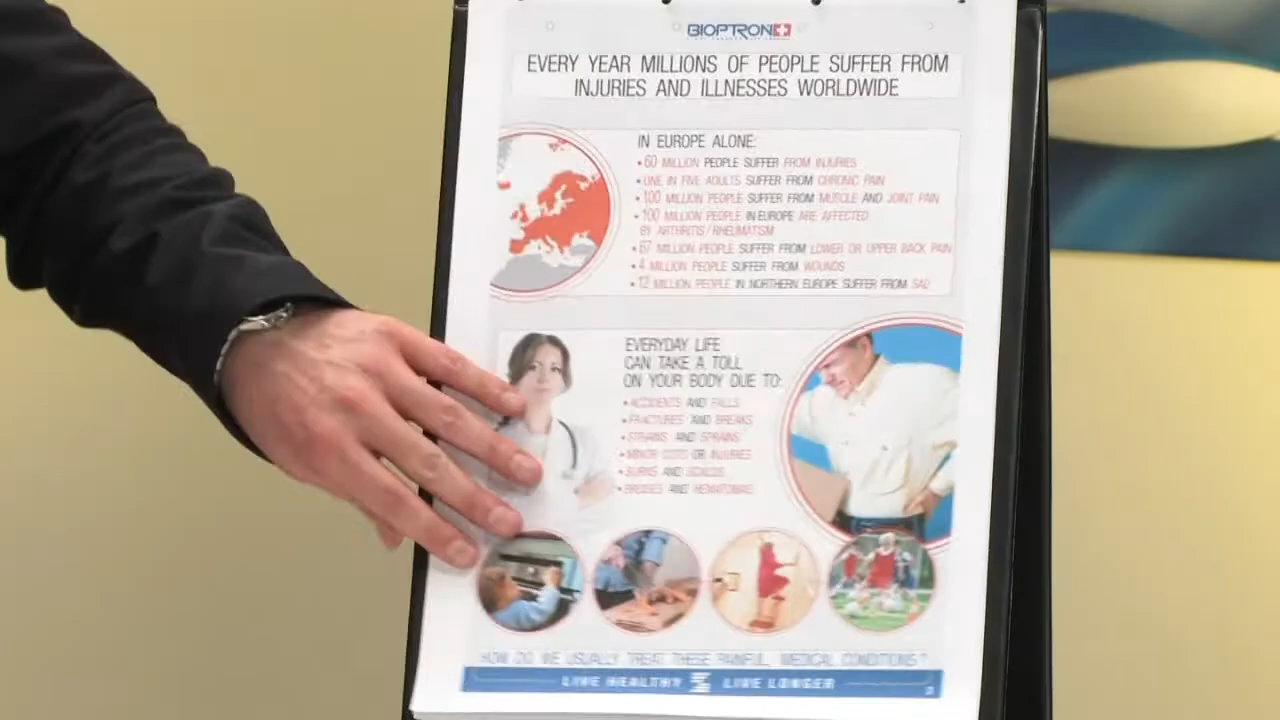 BIOPTRON
EVERY YEAR MILLIONS OF PEOPLE SUFFER FROM
INJURIES AND ILLNESSES WORLDWIDE
IN EUROPE ALONE:
• 60 MILLION PEOPLE SUFFER FROM INJURIES
• ONE IN FIVE ADULTS SUFFER FROM CHRONIC PAIN
• 100 MILLION PEOPLE SUFFER FROM MUSCLE AND JOINT PAIN
• 100 MILLION PEOPLE IN EUROPE ARE AFFECTED
BY ARTHRITIS/RHEUMATISM
• 67 MILLION PEOPLE SUFFER FROM LOWER OR UPPER BACK PAIN
• 4 MILLION PEOPLE SUFFER FROM WOUNDS
• 12 MILLION PEOPLE IN NORTHERN EUROPE SUFFER FROM SAD
EVERYDAY LIFE
CAN TAKE A TOLL
ON YOUR BODY DUE TO:
• ACCIDENTS AND FALLS
• FRACTURES AND BREAKS
• STRAINS AND SPRAINS
• MINOR CUTS OR INJURIES
• BURNS AND SCALDS
• BRUISES AND HEMATOMAS
HOW DO WE USUALLY TREAT THESE PAINFUL, MEDICAL CONDITIONS?
LIVE HEALTHY LIVE LONGER